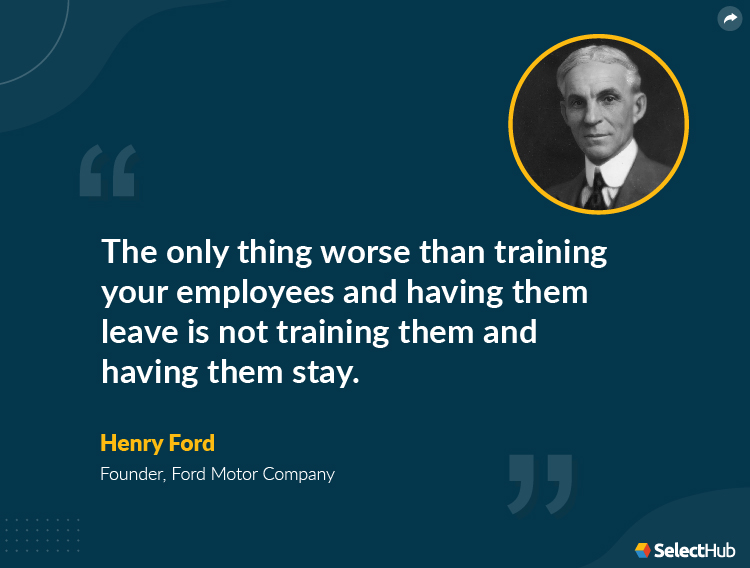 The only thing worse than training
your employees and having them
leave is not training them and
having them stay.
Henry Ford
Founder, Ford Motor Company
SelectHub